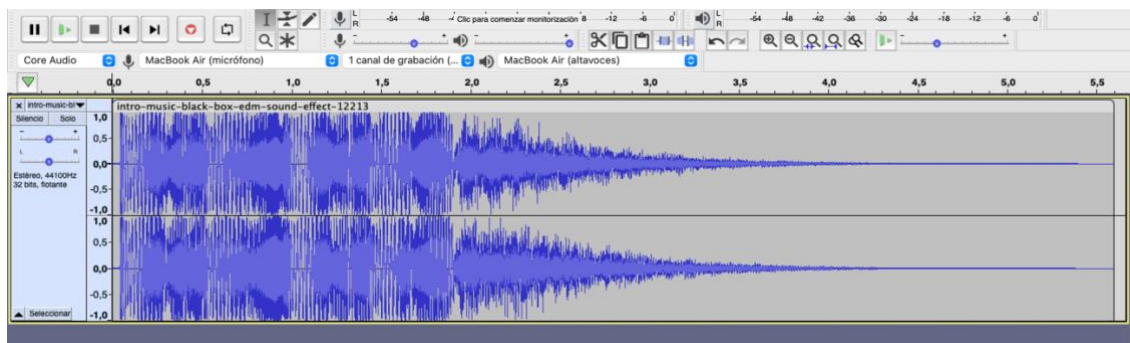 L
R
-54 -48 -4 Clic para comenzar monitorización 8 -12 -6 0
L
R
-54 -48 -42 -36 -30 -24 -18 -12 -6 0
- +
- +
- +
Core Audio MacBook Air (micrófono) 1 canal de grabación (... MacBook Air (altavoces)
0,0 0,5 1,0 1,5 2,0 2,5 3,0 3,5 4,0 4,5 5,0 5,5
intro-music-bl
intro-music-black-box-edm-sound-effect-12213
Silencio Solo
- +
L R
Estéreo, 44100Hz
32 bits, flotante
Seleccionar
1,0
0,5-
0,0-
-0,5-
-1,0
1,0
0,5-
0,0-
-0,5-
-1,0